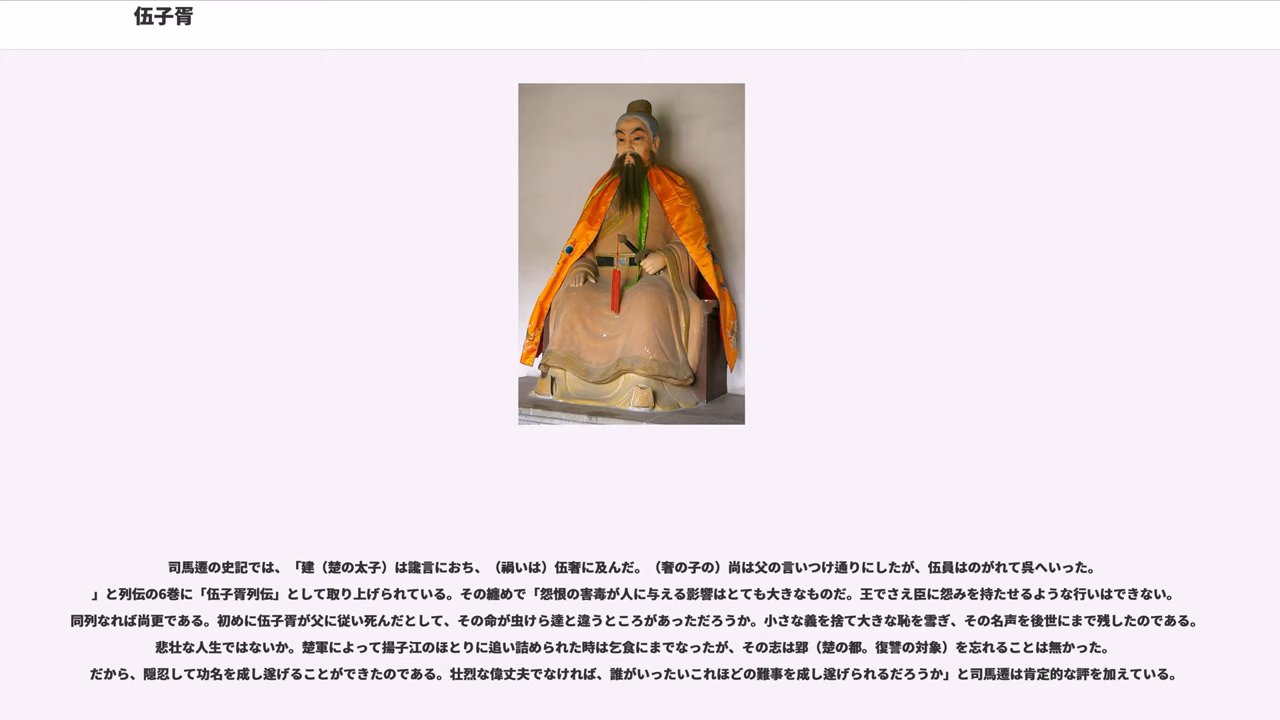 伍子胥
司馬遷の史記では、「建（楚の太子）は讒言におち、（禍いは）伍奢に及んだ。（奢の子の）尚は父の言いつけ通りにしたが、伍員はのがれて呉へいった。
」と列伝の6巻に「伍子胥列伝」として取り上げられている。その纏めで「怨恨の害毒が人に与える影響はとても大きなものだ。王でさえ臣に怨みを持たせるような行いはできない。
同列なれば尚更である。初めに伍子胥が父に従い死んだとして、その命が虫けら達と違うところがあっただろうか。小さな義を捨て大きな恥を雪ぎ、その名声を後世にまで残したのである。
悲壮な人生ではないか。楚軍によって揚子江のほとりに追い詰められた時は乞食にまでなったが、その志は郢（楚の都。復讐の対象）を忘れることは無かった。
だから、隠忍して功名を成し遂げることができたのである。壮烈な偉丈夫でなければ、誰がいったいこれほどの難事を成し遂げられるだろうか」と司馬遷は肯定的な評を加えている。